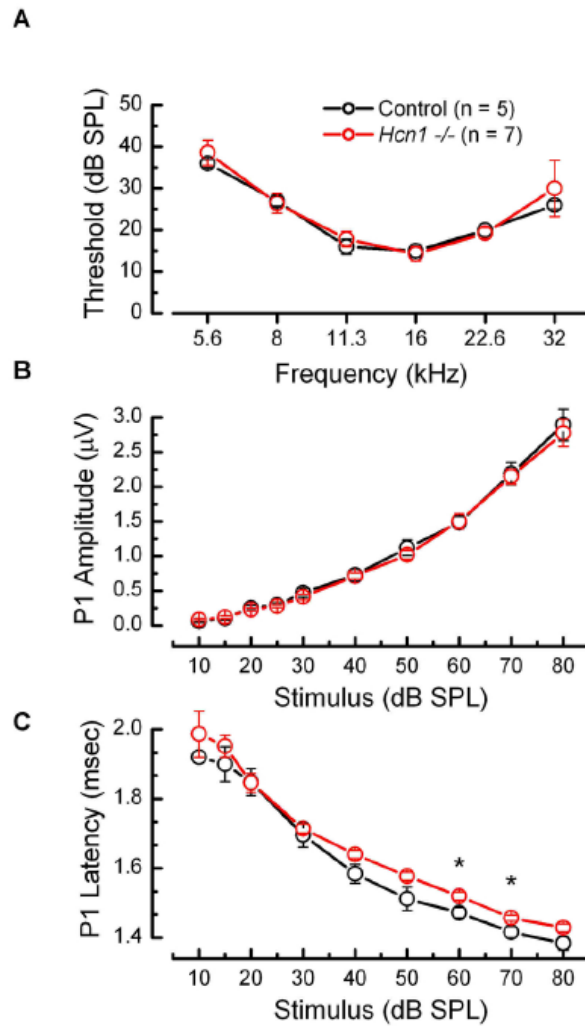 A
Threshold (dB SPL)
50
40
30
20
10
0
Control (n = 5)
Hcn1 -/- (n = 7)
5.6 8 11.3 16 22.6 32
Frequency (kHz)
B
P1 Amplitude (μV)
3.0
2.5
2.0
1.5
1.0
0.5
0.0
10 20 30 40 50 60 70 80
Stimulus (dB SPL)
C
P1 Latency (msec)
2.0
1.8
1.6
1.4
* *
10 20 30 40 50 60 70 80
Stimulus (dB SPL)